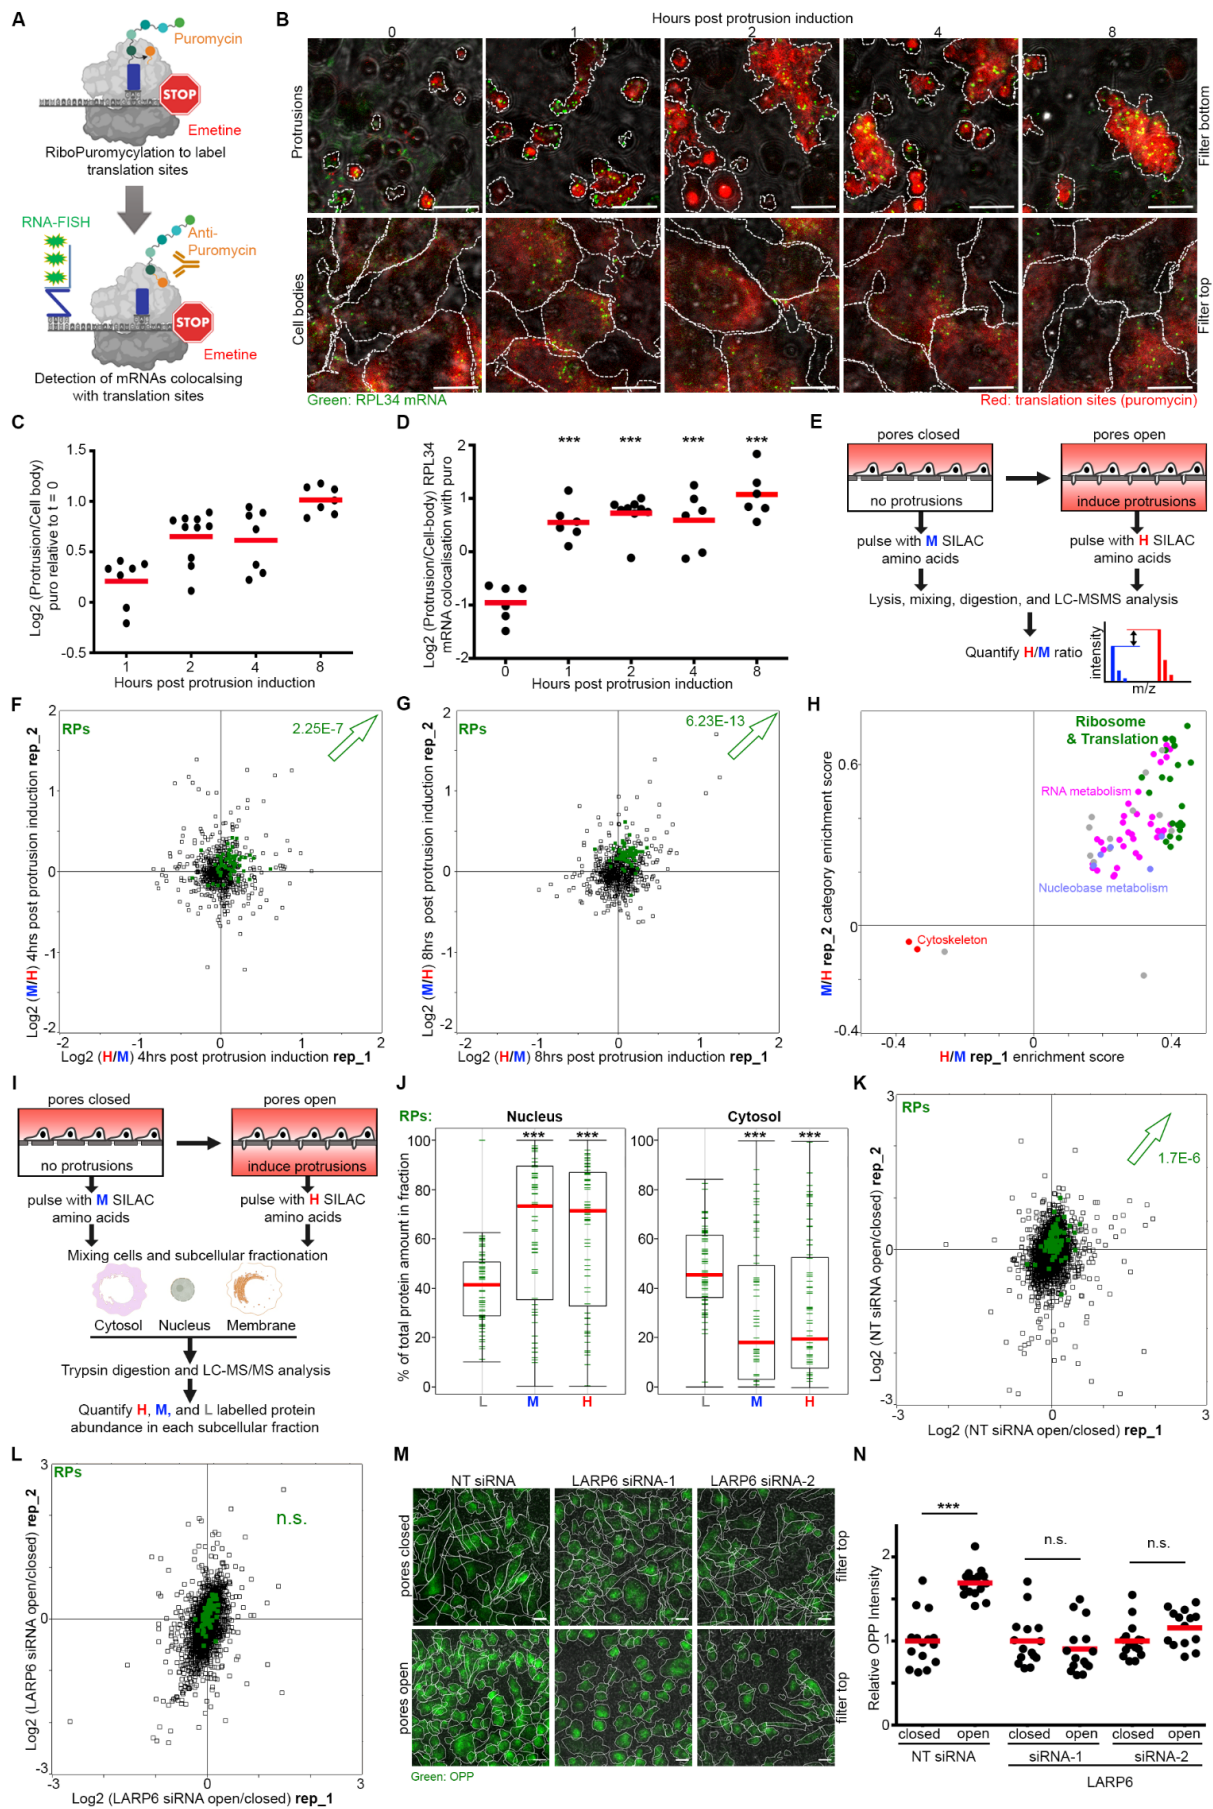 A
Puromycin
STOP
Emetine
RiboPuromycylation to label
translation sites
RNA-FISH
Anti-
Puromycin
STOP
Emetine
Detection of mRNAs colocalsing
with translation sites
B
Hours post protrusion induction
0 1 2 4 8
Protrusions
Filter bottom
Cell bodies
Filter top
Green: RPL34 mRNA
Red: translation sites (puromycin)
C
Log2 (Protrusion/Cell body)
puro relative to t = 0
1.5
1.0
0.5
0
-0.5
1 2 4 8
Hours post protrusion induction
D
Log2 (Protrusion/Cell-body) RPL34
mRNA colocalisation with puro
2
1
0
-1
-2
*** *** *** ***
0 1 2 4 8
Hours post protrusion induction
E
pores closed
pores open
no protrusions
induce protrusions
pulse with M SILAC
amino acids
pulse with H SILAC
amino acids
Lysis, mixing, digestion, and LC-MSMS analysis
Quantify H/M ratio
intensity
m/z
F
RPs
2.25E-7
Log2 (M/H) 4hrs post protrusion induction rep_2
2
1
0
-1
-2
-2 -1 0 1 2
Log2 (H/M) 4hrs post protrusion induction rep_1
G
RPs
6.23E-13
Log2 (M/H) 8hrs post protrusion induction rep_2
2
1
0
-1
-2
-2 -1 0 1 2
Log2 (H/M) 8hrs post protrusion induction rep_1
H
Ribosome
& Translation
RNA metabolism
Nucleobase metabolism
Cytoskeleton
M/H rep_2 category enrichment score
0.6
0
-0.4
-0.4 0 0.4
H/M rep_1 enrichment score
I
pores closed
pores open
no protrusions
induce protrusions
pulse with M SILAC
amino acids
pulse with H SILAC
amino acids
Mixing cells and subcellular fractionation
Cytosol Nucleus Membrane
Trypsin digestion and LC-MS/MS analysis
Quantify H, M, and L labelled protein
abundance in each subcellular fraction
J
RPs:
Nucleus
Cytosol
% of total protein amount in fraction
100
80
60
40
20
0
*** ***
L M H
100
80
60
40
20
0
*** ***
L M H
K
RPs
1.7E-6
Log2 (NT siRNA open/closed) rep_2
3
0
-3
-3 0 3
Log2 (NT siRNA open/closed) rep_1
L
RPs
n.s.
Log2 (LARP6 siRNA open/closed) rep_2
3
0
-3
-3 0 3
Log2 (LARP6 siRNA open/closed) rep_1
M
NT siRNA
LARP6 siRNA-1
LARP6 siRNA-2
pores closed
filter top
pores open
filter top
Green: OPP
N
Relative OPP Intensity
2
1
0
***
n.s.
n.s.
closed open closed open closed open
NT siRNA siRNA-1 siRNA-2
LARP6